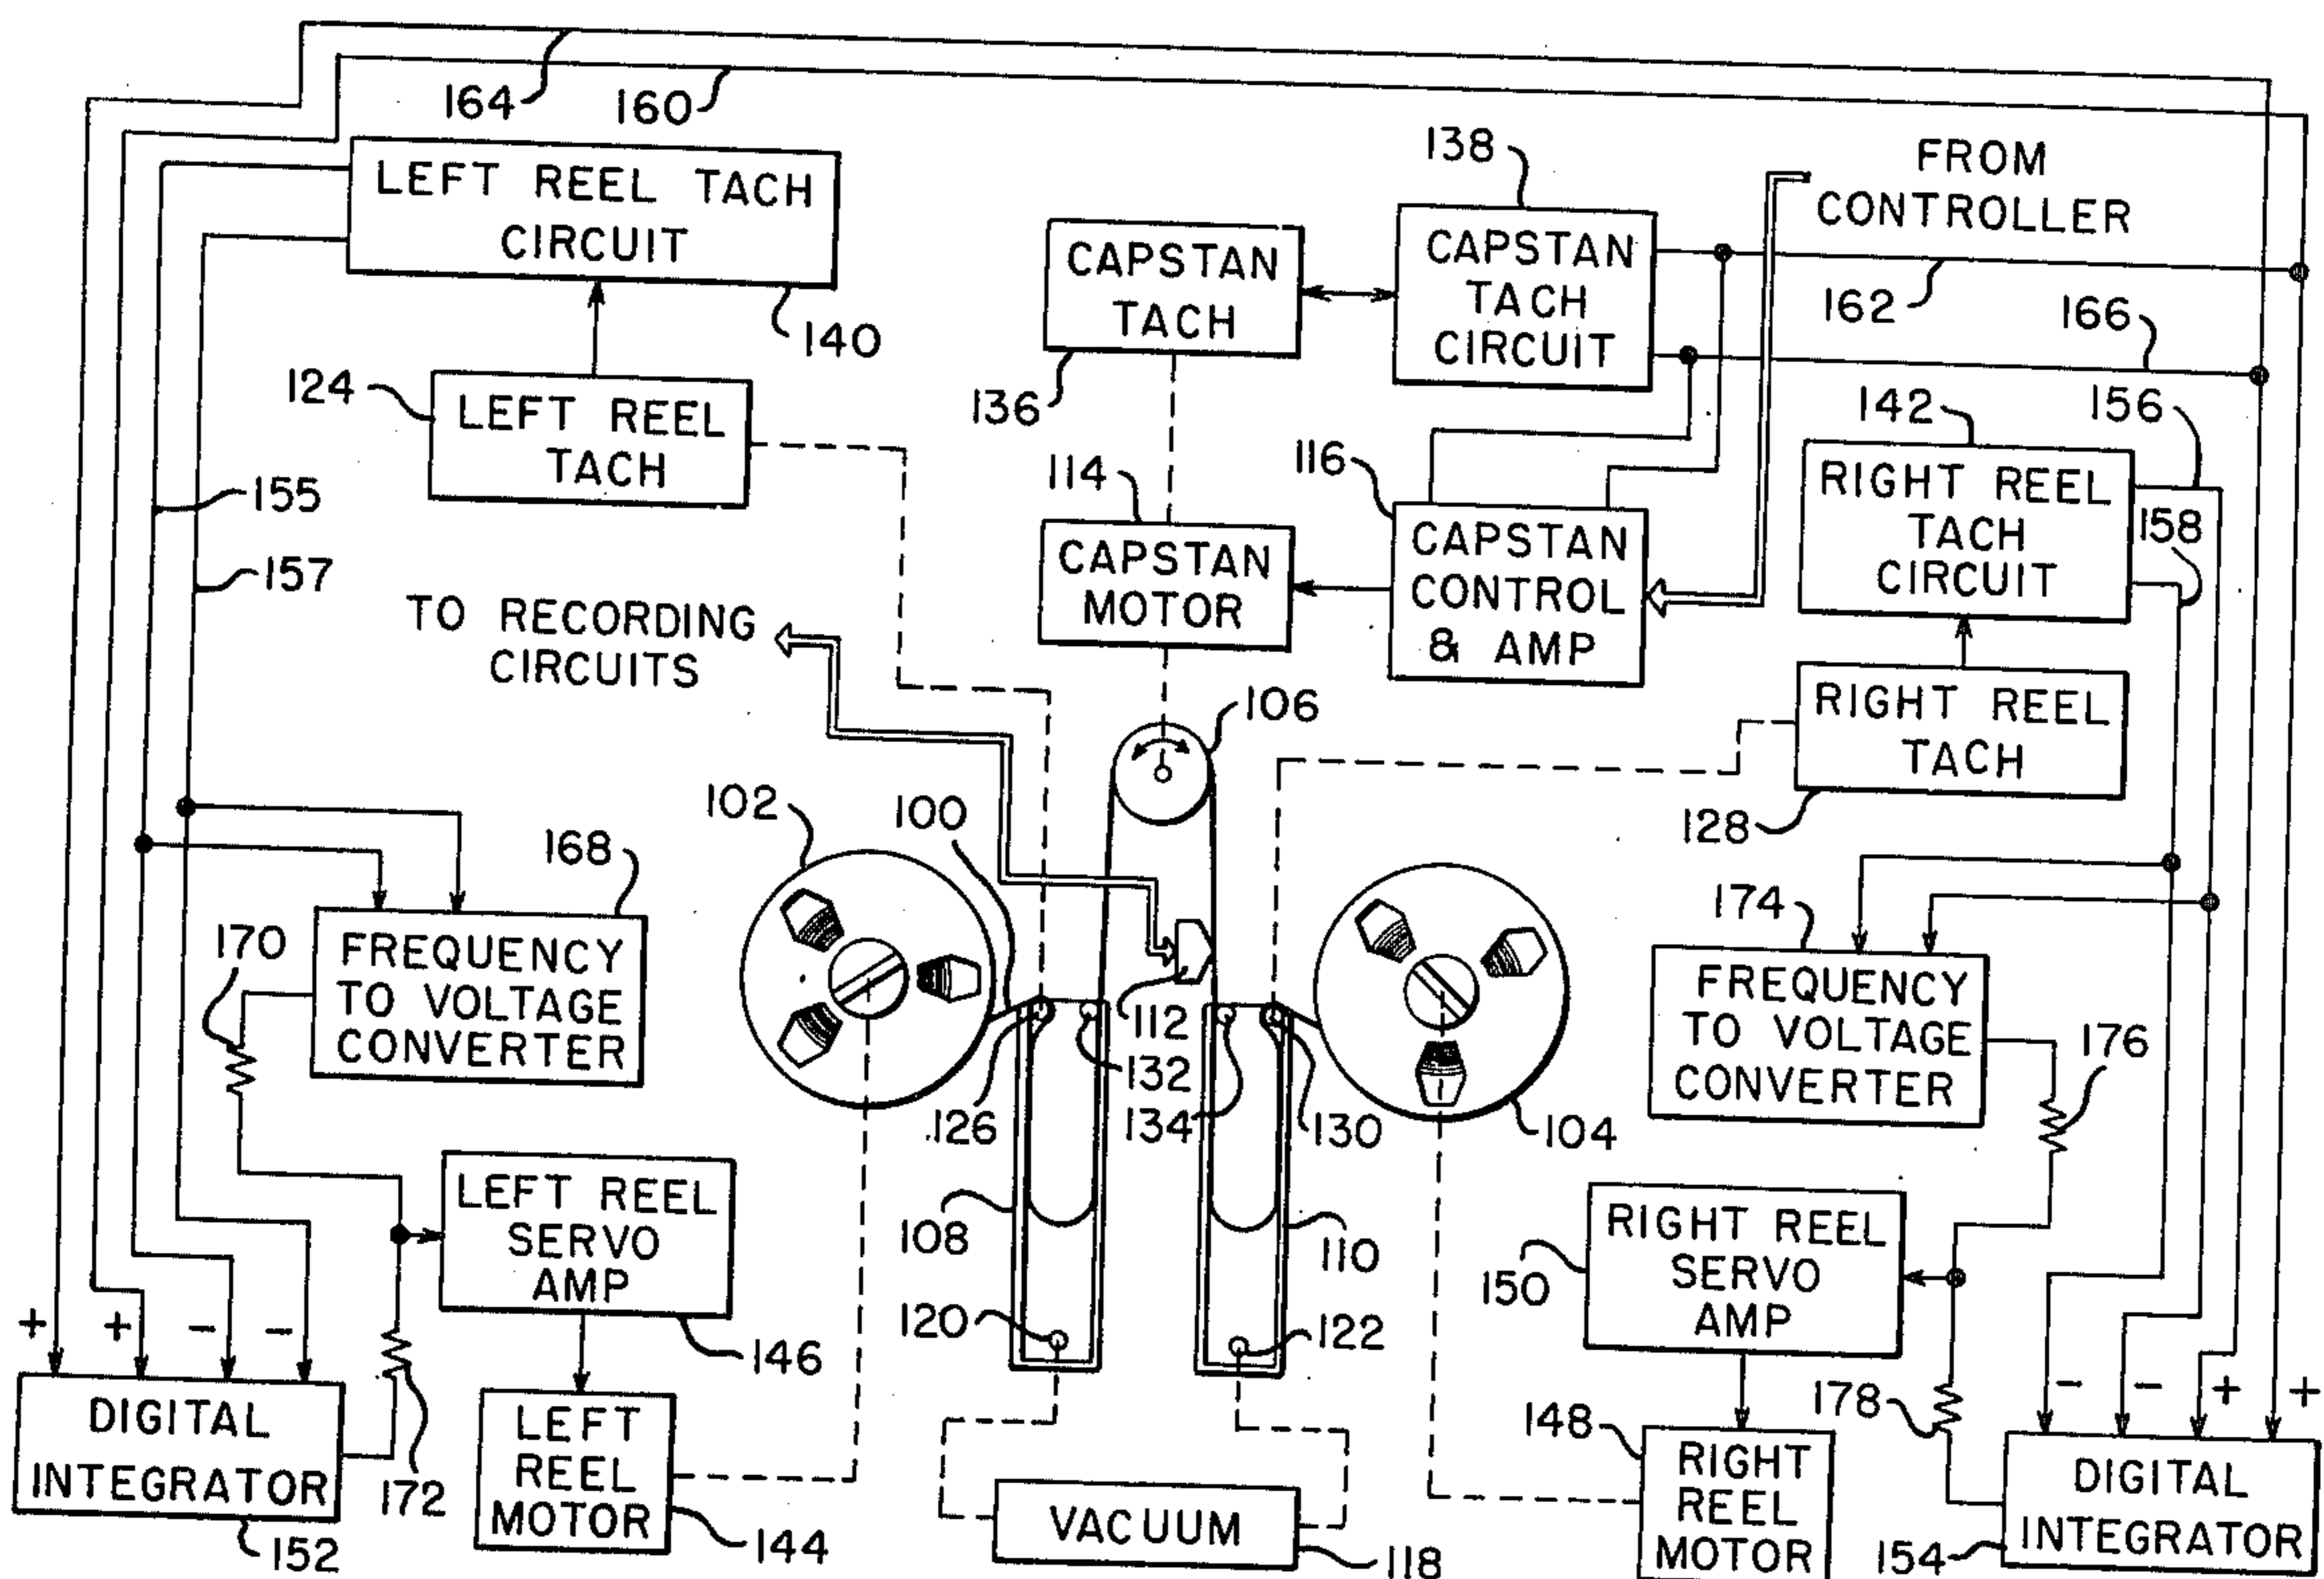 164
160
LEFT REEL TACH
CIRCUIT
140
138
FROM
CONTROLLER
CAPSTAN
TACH
136
CAPSTAN
TACH
CIRCUIT
162
166
124
LEFT REEL
TACH
155
157
TO RECORDING
CIRCUITS
114
CAPSTAN
MOTOR
116
CAPSTAN
CONTROL
& AMP
142
156
RIGHT REEL
TACH
CIRCUIT
158
RIGHT REEL
TACH
128
106
102
100
168
170
FREQUENCY
TO VOLTAGE
CONVERTER
112
132
126
134
130
104
174
FREQUENCY
TO VOLTAGE
CONVERTER
176
108
110
120
122
LEFT REEL
SERVO
AMP
146
150
RIGHT REEL
SERVO
AMP
+ + - -
DIGITAL
INTEGRATOR
152
172
LEFT
REEL
MOTOR
144
VACUUM
118
148
RIGHT
REEL
MOTOR
178
- - + +
DIGITAL
INTEGRATOR
154